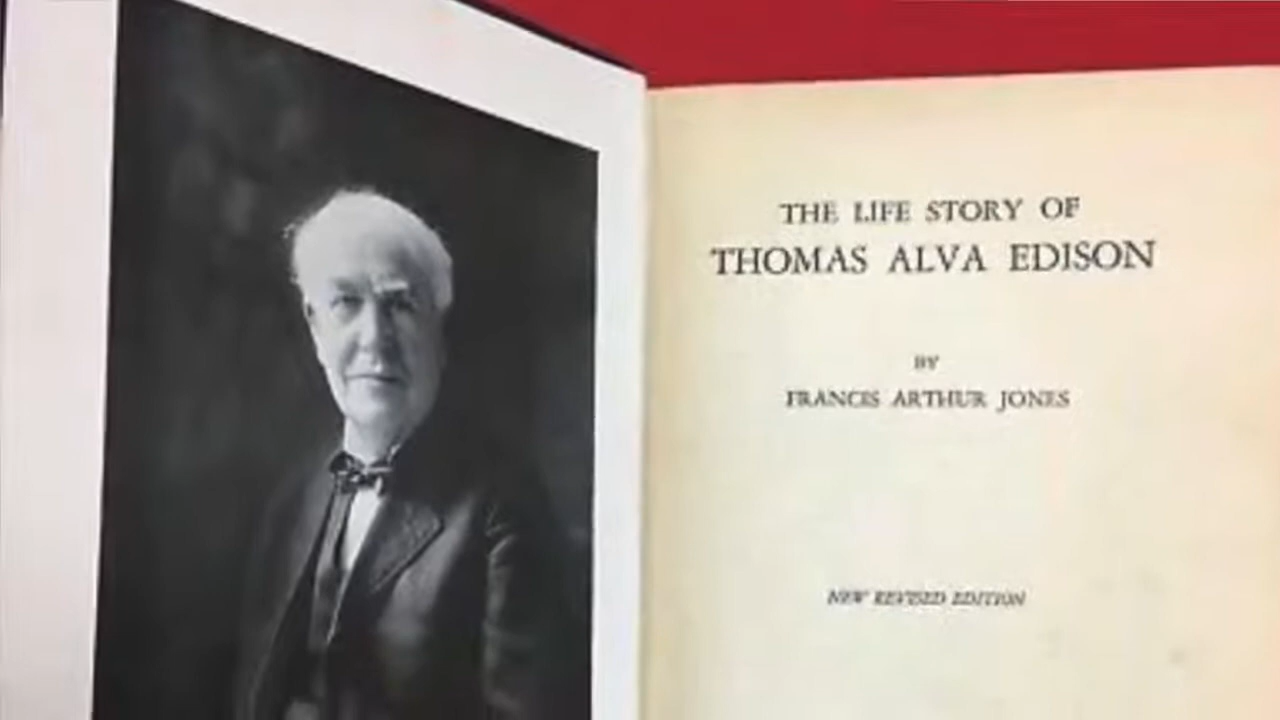 THE LIFE STORY OF
THOMAS ALVA EDISON
BY
FRANCIS ARTHUR JONES
NEW REVISED EDITION